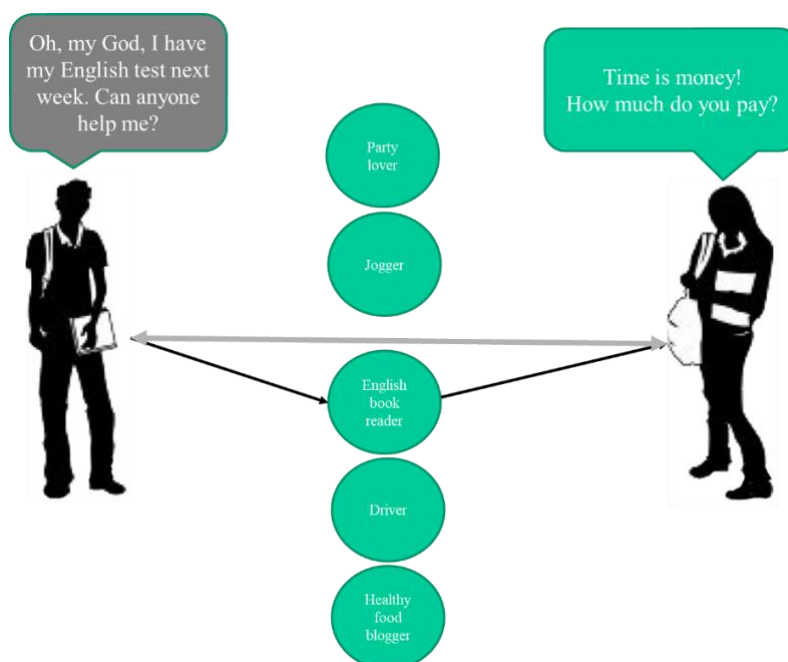 Oh, my God, I have
my English test next
week. Can anyone
help me?
Time is money!
How much do you pay?
Party
lover
Jogger
English
book
reader
Driver
Healthy
food
blogger